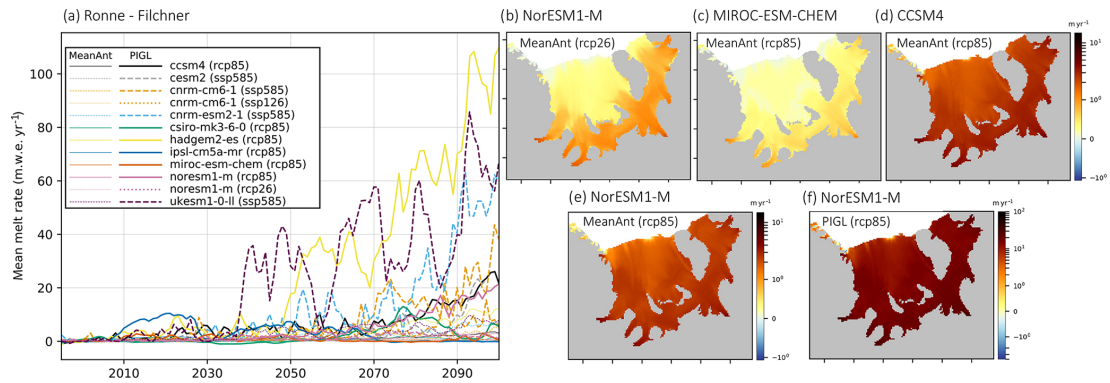 (a) Ronne - Filchner
(b) NorESM1-M
(c) MIROC-ESM-CHEM
(d) CCSM4
Mean melt rate (m.w.e. yr⁻¹)
100
80
60
40
20
0
2010
2030
2050
2070
2090
MeanAnt PIGL
ccsm4 (rcp85)
cesm2 (ssp585)
cnrm-cm6-1 (ssp585)
cnrm-cm6-1 (ssp126)
cnrm-esm2-1 (ssp585)
csiro-mk3-6-0 (rcp85)
hadgem2-es (rcp85)
ipsl-cm5a-mr (rcp85)
miroc-esm-chem (rcp85)
noresm1-m (rcp85)
noresm1-m (rcp26)
ukesm1-0-ll (ssp585)
MeanAnt (rcp26)
MeanAnt (rcp85)
MeanAnt (rcp85)
m yr⁻¹
10¹
10⁰
0
−10⁰
(e) NorESM1-M
MeanAnt (rcp85)
m yr⁻¹
10¹
10⁰
0
−10⁰
(f) NorESM1-M
PIGL (rcp85)
m yr⁻¹
10²
10¹
10⁰
0
−10⁰